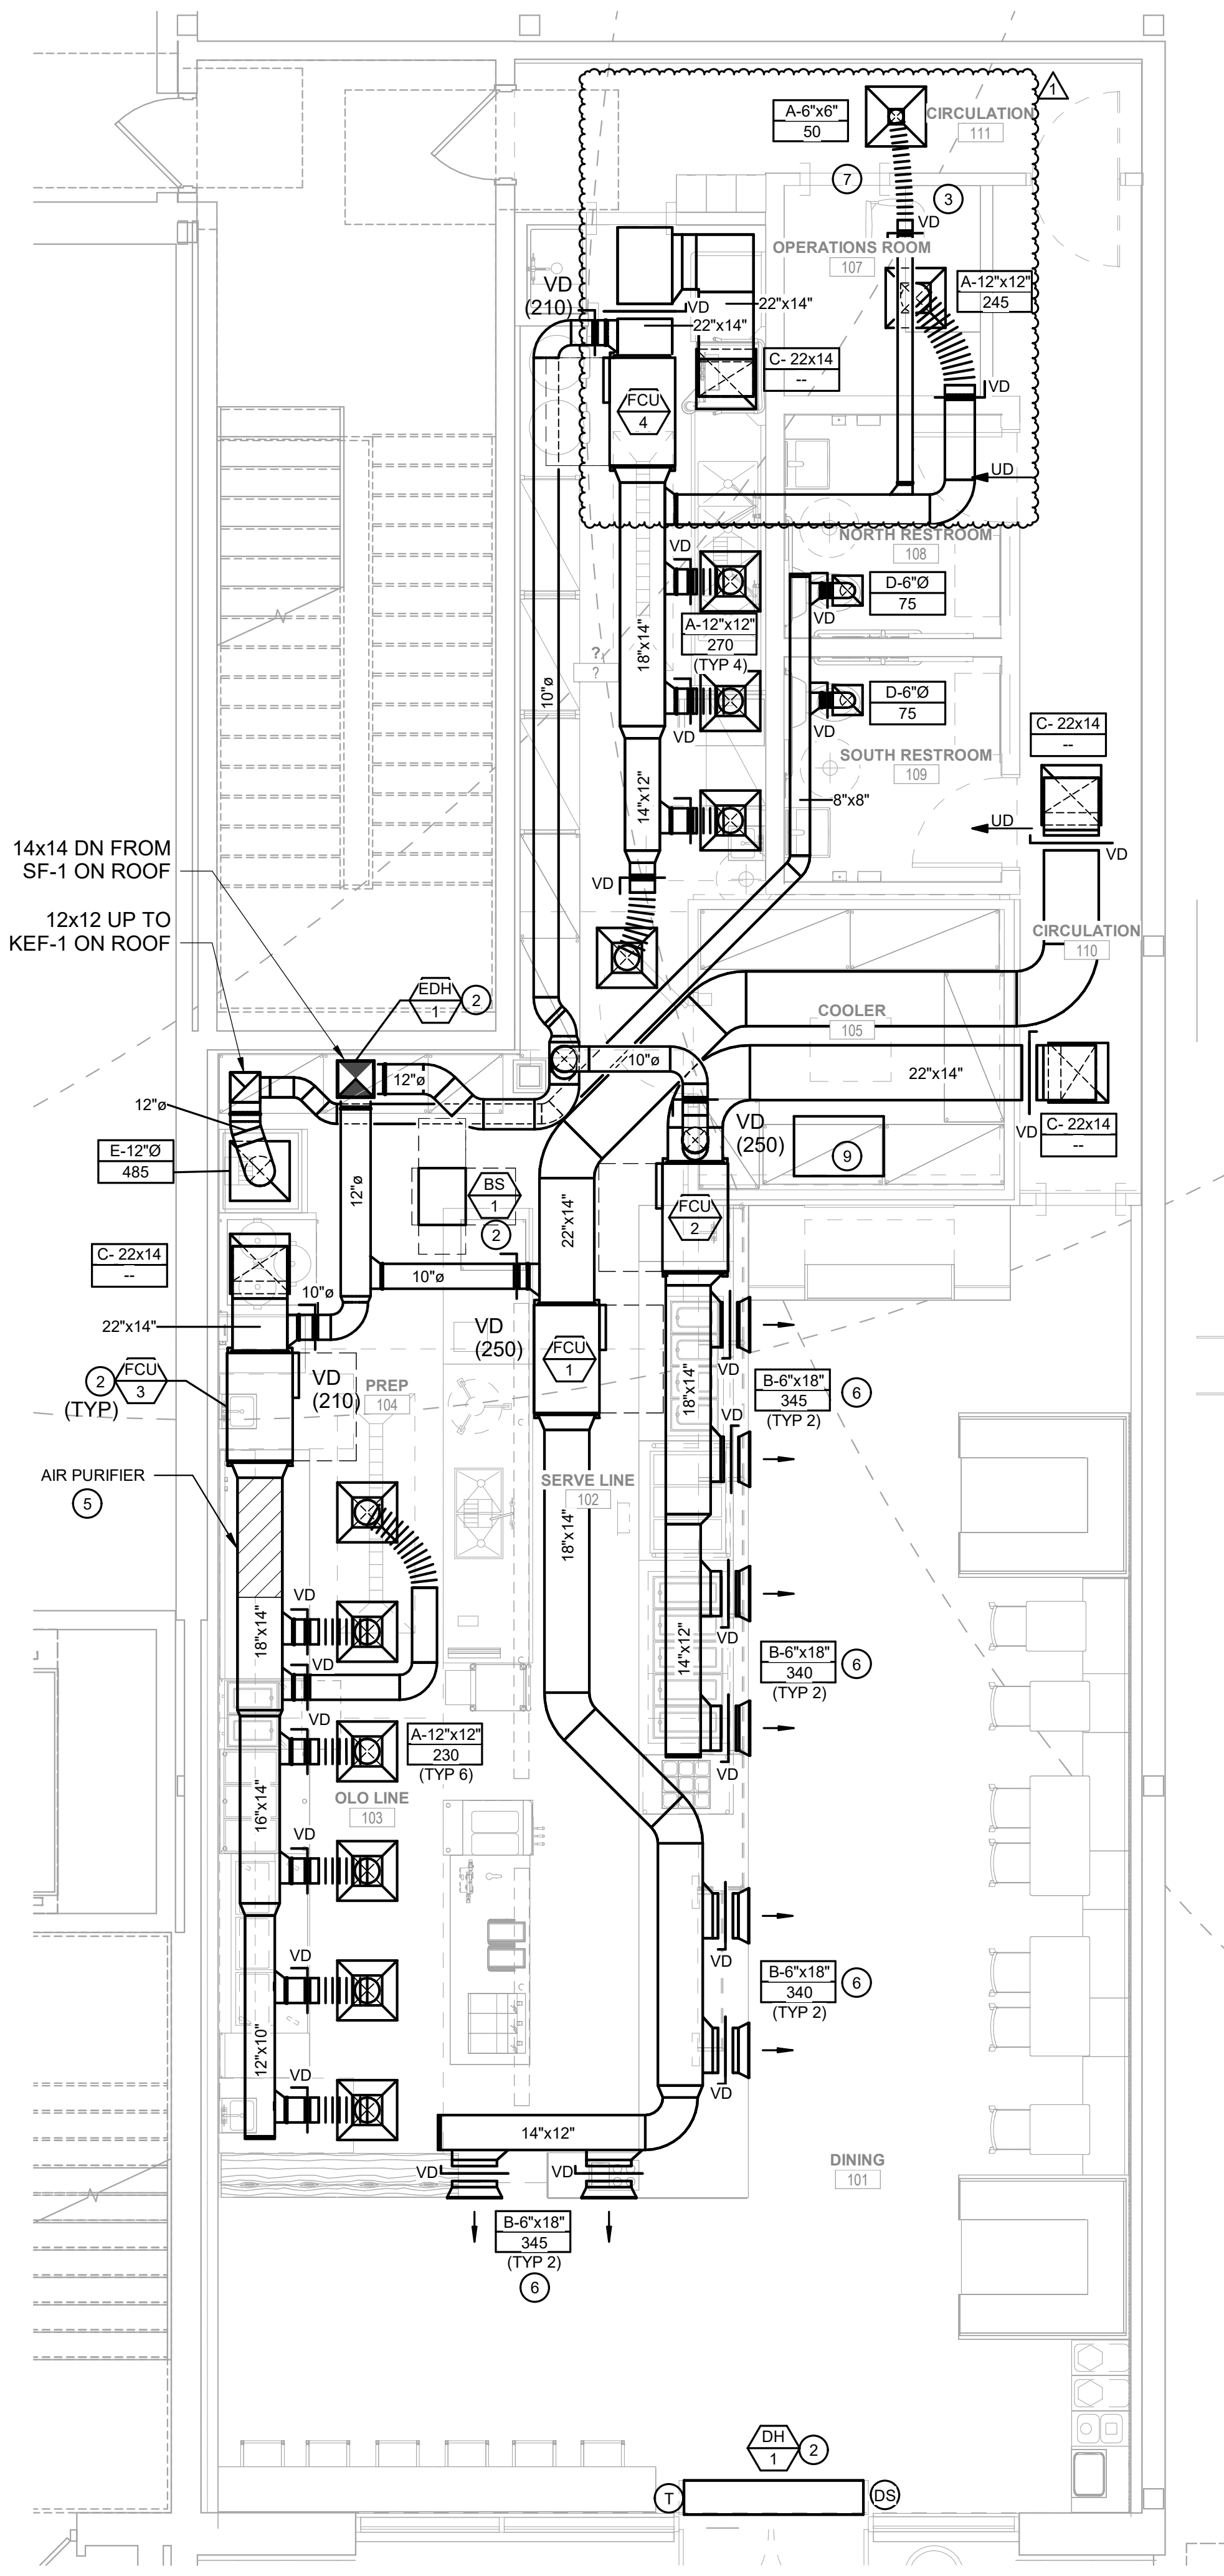 1
A-6"x6"
50
CIRCULATION
111
7
3
VD
OPERATIONS ROOM
107
A-12"x12"
245
VD
(210)
VD
22"x14"
22"x14"
C- 22x14
--
FCU
4
VD
UD
NORTH RESTROOM
108
VD
D-6"Ø
75
VD
A-12"x12"
270
(TYP 4)
18"x14"
?
?
10"ø
D-6"Ø
75
VD
VD
C- 22x14
--
SOUTH RESTROOM
109
14"x12"
8"x8"
UD
VD
14x14 DN FROM
SF-1 ON ROOF
VD
12x12 UP TO
KEF-1 ON ROOF
CIRCULATION
110
EDH
1
2
COOLER
105
10"ø
12"ø
22"x14"
12"ø
VD
(250)
VD
C- 22x14
--
E-12"Ø
485
9
12"ø
BS
1
2
22"x14"
FCU
2
C- 22x14
--
10"ø
10"ø
22"x14"
VD
(250)
FCU
1
FCU
3
2
(TYP)
VD
(210)
PREP
104
18"x14"
VD
B-6"x18"
345
(TYP 2)
6
VD
AIR PURIFIER
5
SERVE LINE
102
18"x14"
VD
18"x14"
VD
VD
14"x12"
B-6"x18"
340
(TYP 2)
6
VD
A-12"x12"
230
(TYP 6)
VD
16"x14"
OLO LINE
103
VD
VD
VD
B-6"x18"
340
(TYP 2)
6
12"x10"
VD
VD
14"x12"
VD
VD
DINING
101
B-6"x18"
345
(TYP 2)
6
DH
1
2
T
DS